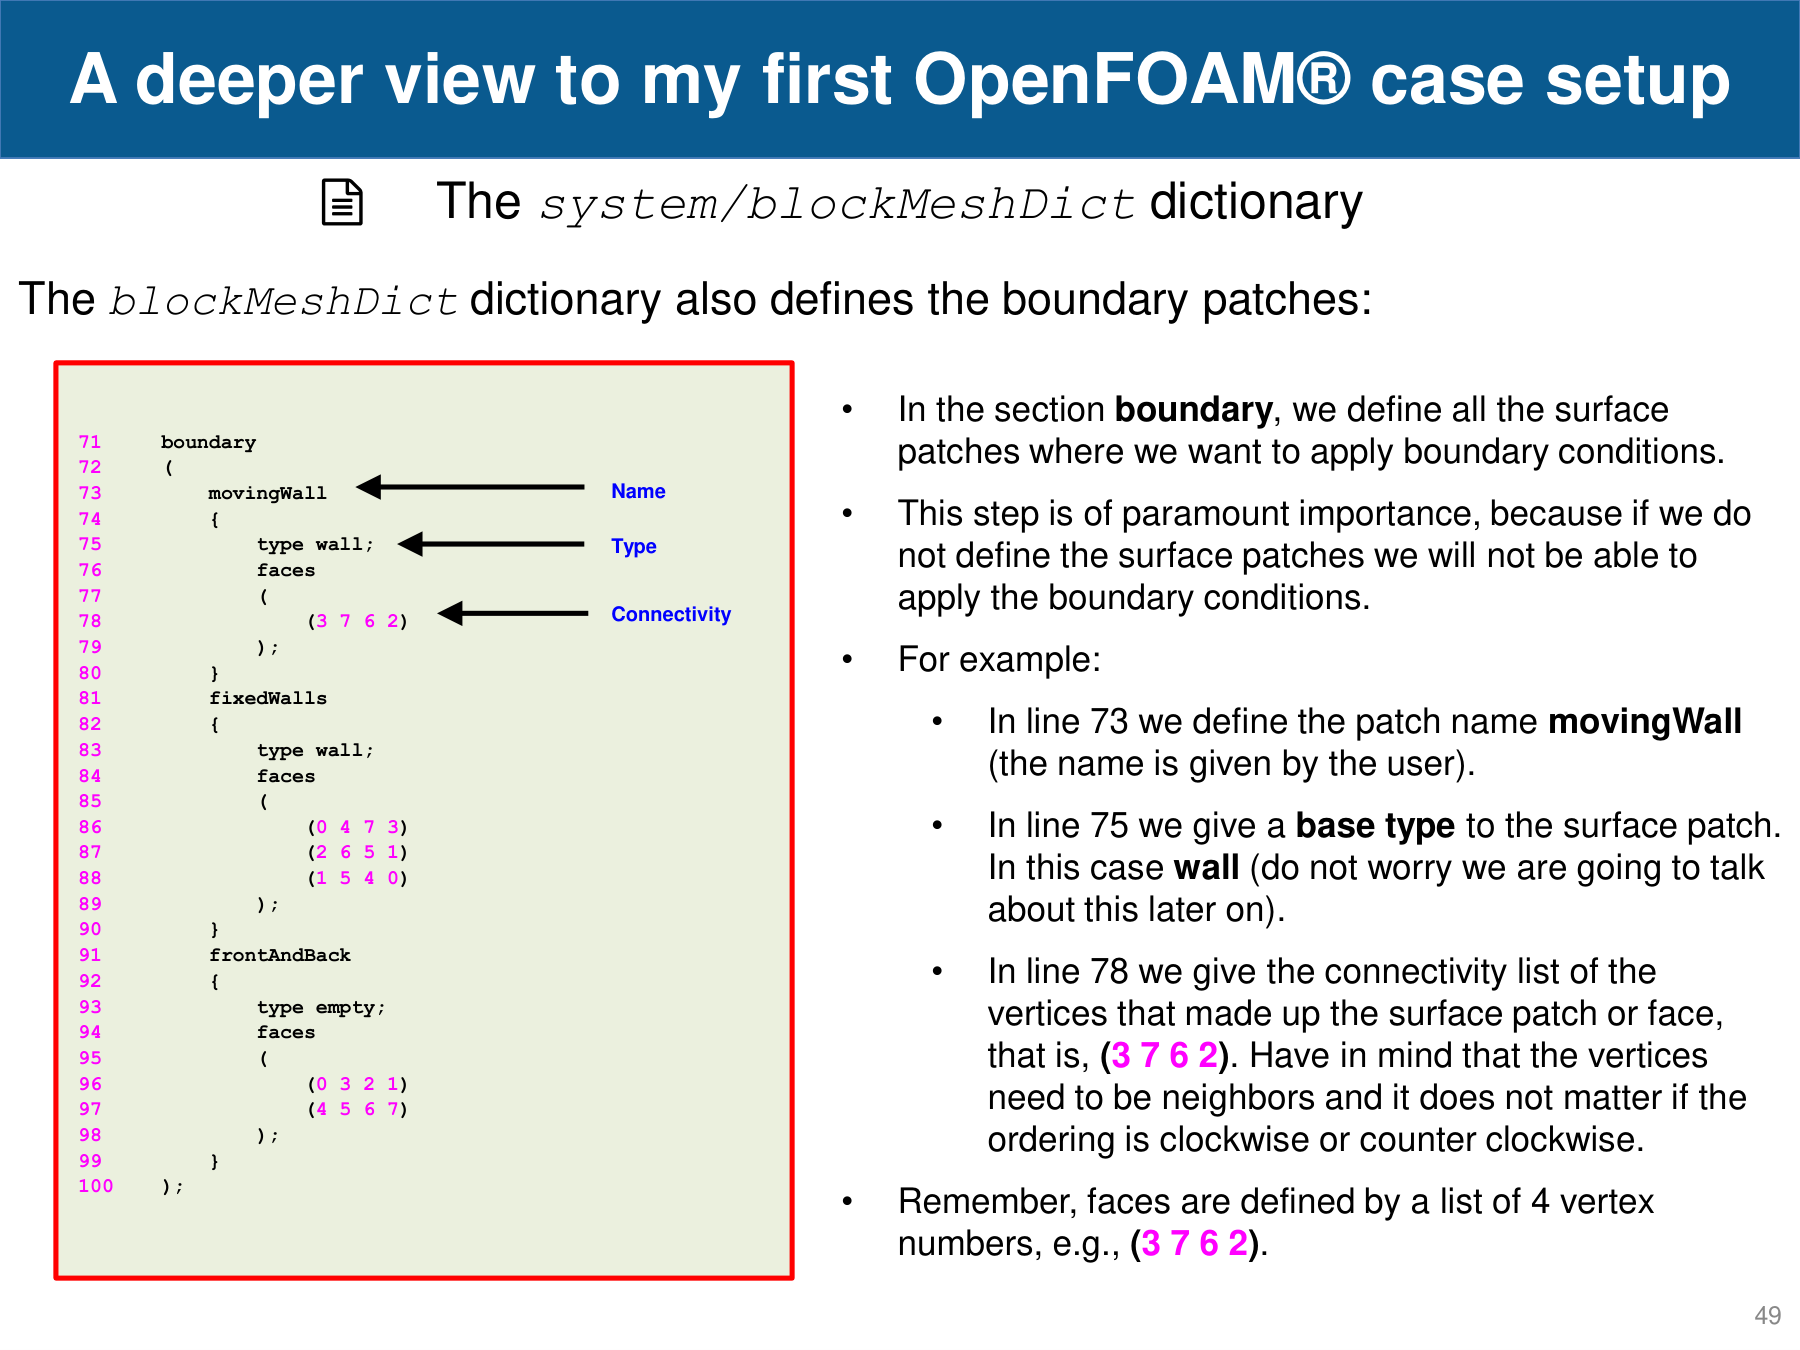 A deeper view to my first OpenFOAM® case setup
The system/blockMeshDict dictionary
The blockMeshDict dictionary also defines the boundary patches:
71 boundary
72 (
73 movingWall
74 {
75 type wall;
76 faces
77 (
78 (3 7 6 2)
79 );
80 }
81 fixedWalls
82 {
83 type wall;
84 faces
85 (
86 (0 4 7 3)
87 (2 6 5 1)
88 (1 5 4 0)
89 );
90 }
91 frontAndBack
92 {
93 type empty;
94 faces
95 (
96 (0 3 2 1)
97 (4 5 6 7)
98 );
99 }
100 );
Name
Type
Connectivity
• In the section boundary, we define all the surface
patches where we want to apply boundary conditions.
• This step is of paramount importance, because if we do
not define the surface patches we will not be able to
apply the boundary conditions.
• For example:
• In line 73 we define the patch name movingWall
(the name is given by the user).
• In line 75 we give a base type to the surface patch.
In this case wall (do not worry we are going to talk
about this later on).
• In line 78 we give the connectivity list of the
vertices that made up the surface patch or face,
that is, (3 7 6 2). Have in mind that the vertices
need to be neighbors and it does not matter if the
ordering is clockwise or counter clockwise.
• Remember, faces are defined by a list of 4 vertex
numbers, e.g., (3 7 6 2).
49